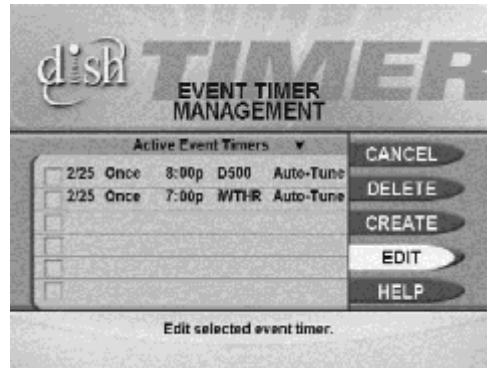 dish TIMER
EVENT TIMER
MANAGEMENT
Active Event Timers
2/25 Once 8:00p D500 Auto-Tune
2/25 Once 7:00p WTHR Auto-Tune
CANCEL
DELETE
CREATE
EDIT
HELP
Edit selected event timer.